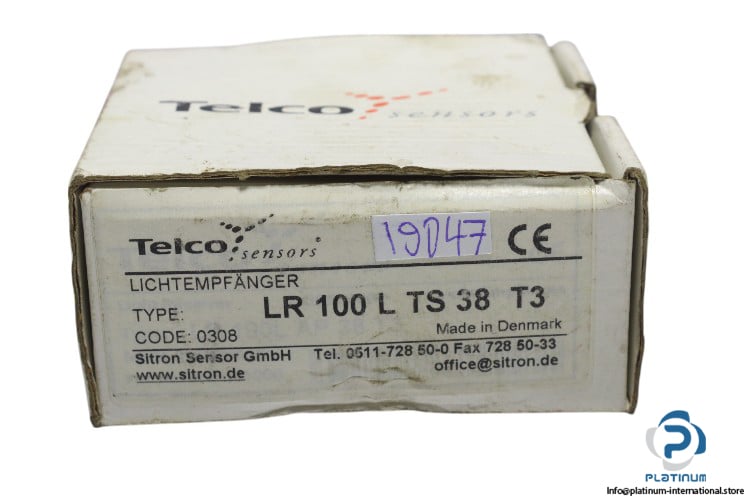 Telco sensors
Telco sensors®
19047
CE
LICHTEMPFÄNGER
TYPE: LR 100 L TS 38 T3
CODE: 0308 Made in Denmark
Sitron Sensor GmbH Tel. 0511-728 50-0 Fax 728 50-33
www.sitron.de office@sitron.de
PLATINUM
Info@platinum-international.store